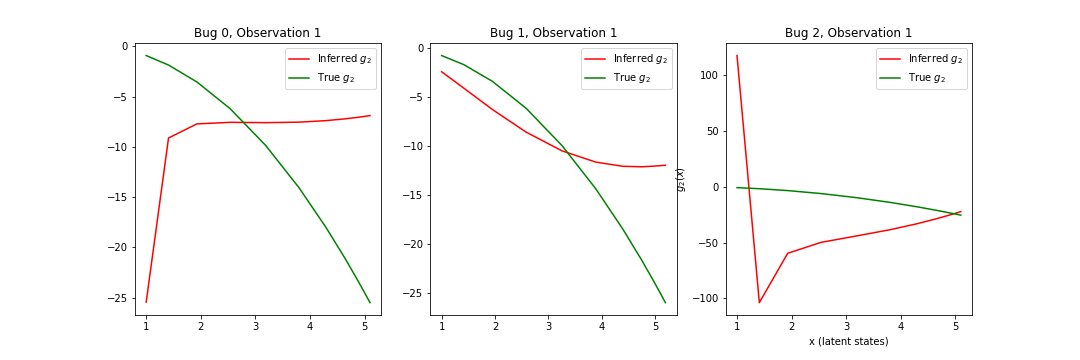 Bug 0, Observation 1
Inferred g₂
True g₂
0
−5
−10
−15
−20
−25
1 2 3 4 5
Bug 1, Observation 1
Inferred g₂
True g₂
0
−5
−10
−15
−20
−25
1 2 3 4 5
Bug 2, Observation 1
Inferred g₂
True g₂
g₂(x)
100
50
0
−50
−100
1 2 3 4 5
x (latent states)